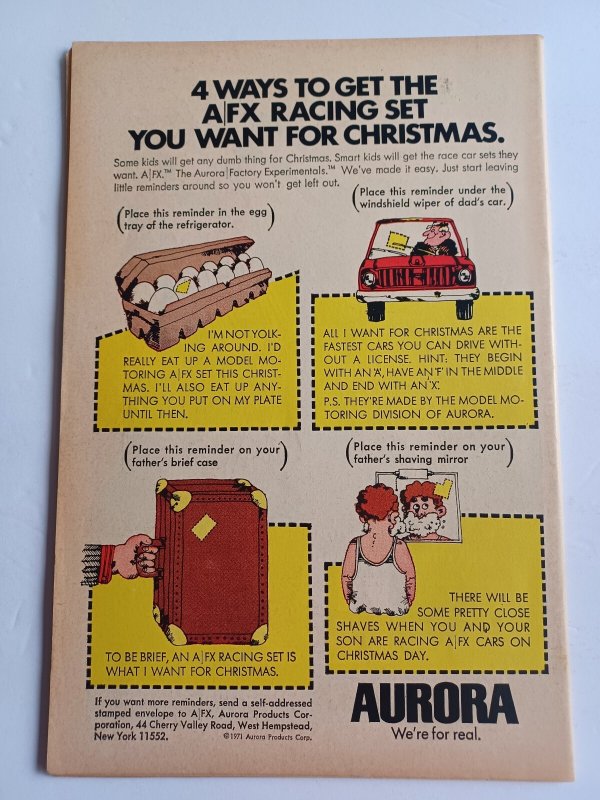 4 WAYS TO GET THE
A|FX RACING SET
YOU WANT FOR CHRISTMAS.
Some kids will get any dumb thing for Christmas. Smart kids will get the race car sets they
want. A|FX.™ The Aurora|Factory Experimentals.™ We've made it easy. Just start leaving
little reminders around so you won't get left out.
(Place this reminder in the egg
tray of the refrigerator.)
I'M NOT YOLK-
ING AROUND. I'D
REALLY EAT UP A MODEL MO-
TORING A|FX SET THIS CHRIST-
MAS. I'LL ALSO EAT UP ANY-
THING YOU PUT ON MY PLATE
UNTIL THEN.
(Place this reminder under the
windshield wiper of dad's car.)
ALL I WANT FOR CHRISTMAS ARE THE
FASTEST CARS YOU CAN DRIVE WITH-
OUT A LICENSE. HINT: THEY BEGIN
WITH AN 'A', HAVE AN 'F' IN THE MIDDLE
AND END WITH AN 'X'.
P.S. THEY'RE MADE BY THE MODEL MO-
TORING DIVISION OF AURORA.
(Place this reminder on your
father's brief case)
TO BE BRIEF, AN A|FX RACING SET IS
WHAT I WANT FOR CHRISTMAS.
(Place this reminder on your
father's shaving mirror)
THERE WILL BE
SOME PRETTY CLOSE
SHAVES WHEN YOU AND YOUR
SON ARE RACING A|FX CARS ON
CHRISTMAS DAY.
If you want more reminders, send a self-addressed
stamped envelope to A|FX, Aurora Products Cor-
poration, 44 Cherry Valley Road, West Hempstead,
New York 11552.
©1971 Aurora Products Corp.
AURORA
We're for real.